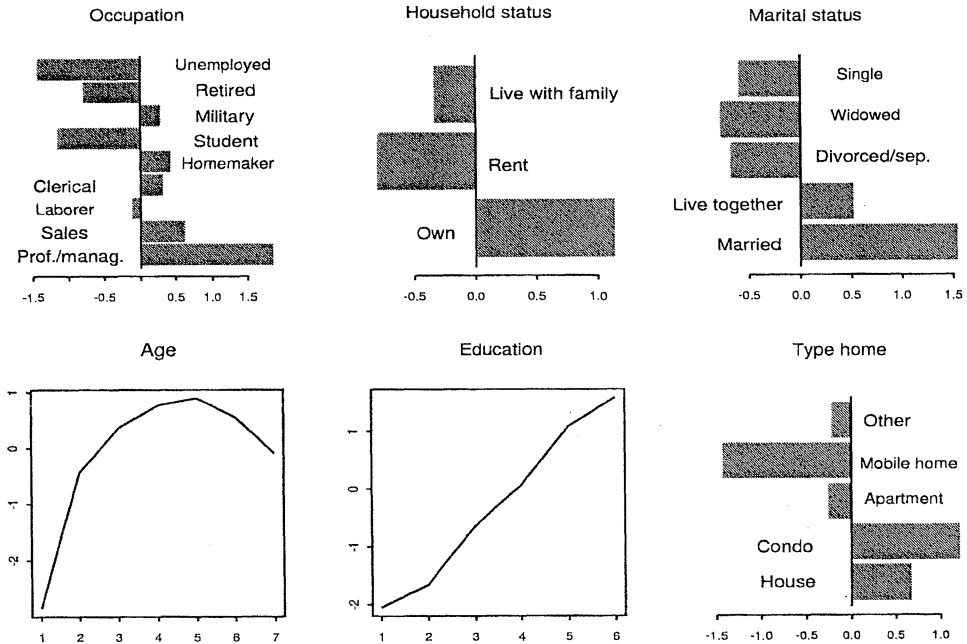 Occupation
Household status
Marital status
Unemployed
Retired
Military
Student
Homemaker
Clerical
Laborer
Sales
Prof./manag.
-1.5 -0.5 0.5 1.0 1.5
Live with family
Rent
Own
-0.5 0.0 0.5 1.0
Single
Widowed
Divorced/sep.
Live together
Married
-0.5 0.0 0.5 1.0 1.5
Age
1
0
-1
-2
1 2 3 4 5 6 7
Education
1
0
-1
-2
1 2 3 4 5 6
Type home
Other
Mobile home
Apartment
Condo
House
-1.5 -1.0 -0.5 0.0 0.5 1.0